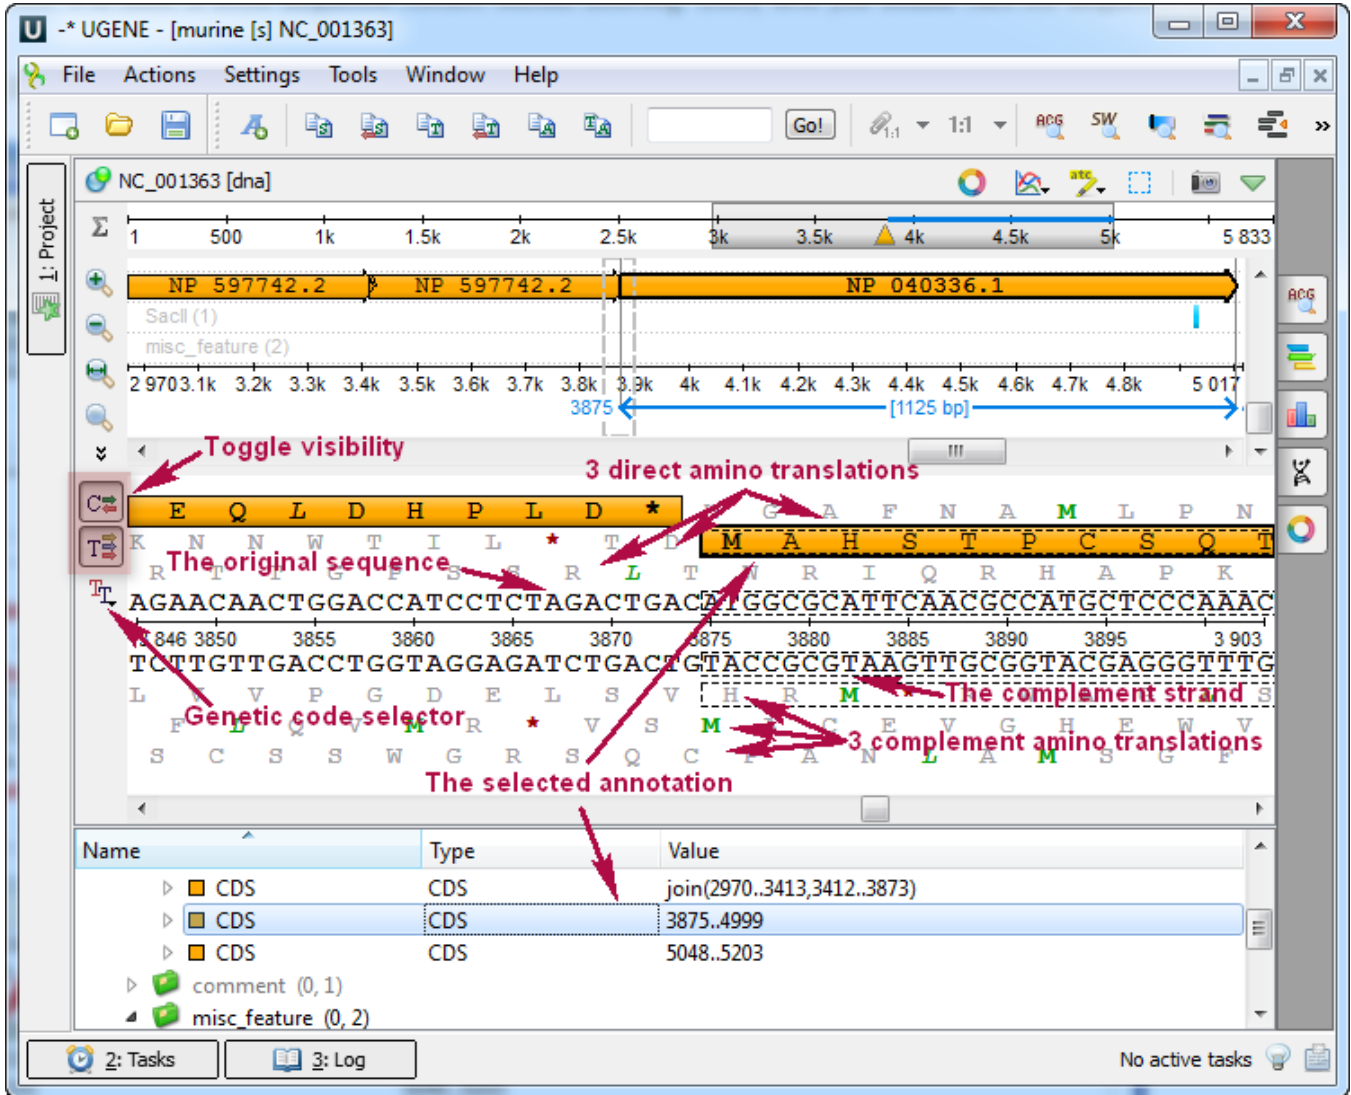 -* UGENE - [murine [s] NC_001363]
File Actions Settings Tools Window Help
Go! 1:1 1:1 ACG SW
1: Project
NC_001363 [dna]
1 500 1k 1.5k 2k 2.5k 3k 3.5k 4k 4.5k 5k 5 833
NP 597742.2 NP 597742.2 NP 040336.1
SacII (1)
misc_feature (2)
2 970 3.1k 3.2k 3.3k 3.4k 3.5k 3.6k 3.7k 3.8k 3.9k 4k 4.1k 4.2k 4.3k 4.4k 4.5k 4.6k 4.7k 4.8k 5 017
3875 [1125 bp]
Toggle visibility
3 direct amino translations
E Q L D H P L D * G A F N A M L P N
K N N W T I L * T D M A H S T P C S Q T
The original sequence
R T T G P S S R L T W R I Q R H A P K
AGAACAACTGGACCATCCTCTAGACTGACATGGCGCATTCAACGCCATGCTCCCAAAC
846 3850 3855 3860 3865 3870 3875 3880 3885 3890 3895 3 903
TCTTGTTGACCTGGTAGGAGATCTGACTGTACCGCGTAAGTTGCGGTACGAGGGTTTG
L V V P G D E L S V H R M * S
The complement strand
F L Q V M R * V S M C E V G H E W V
Genetic code selector
3 complement amino translations
S C S S W G R S Q C P A N L A M S G F
The selected annotation
Name Type Value
CDS CDS join(2970..3413,3412..3873)
CDS CDS 3875..4999
CDS CDS 5048..5203
comment (0, 1)
misc_feature (0, 2)
2: Tasks 3: Log No active tasks